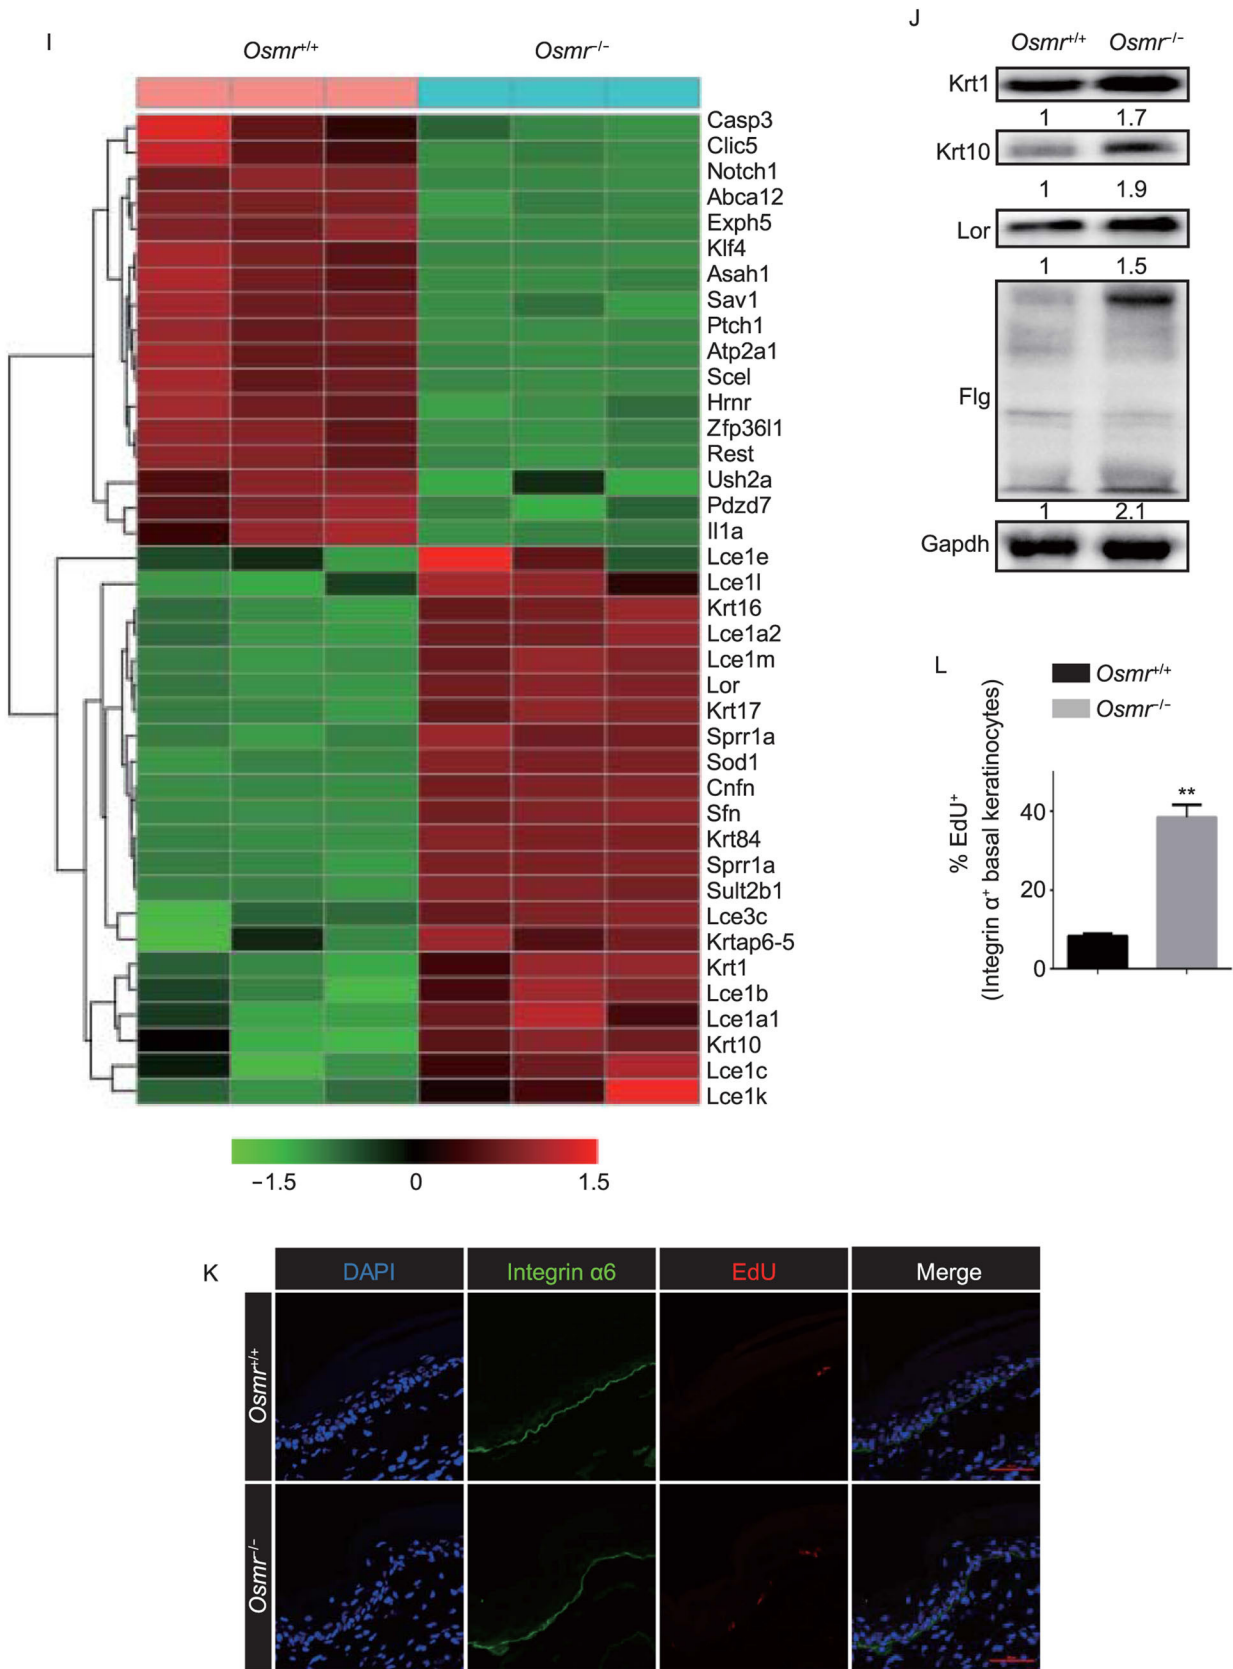 I
Osmr+/+ Osmr−/−
Casp3
Clic5
Notch1
Abca12
Exph5
Klf4
Asah1
Sav1
Ptch1
Atp2a1
Scel
Hrnr
Zfp36l1
Rest
Ush2a
Pdzd7
Il1a
Lce1e
Lce1l
Krt16
Lce1a2
Lce1m
Lor
Krt17
Sprr1a
Sod1
Cnfn
Sfn
Krt84
Sprr1a
Sult2b1
Lce3c
Krtap6-5
Krt1
Lce1b
Lce1a1
Krt10
Lce1c
Lce1k
−1.5 0 1.5
J
Osmr+/+ Osmr−/−
Krt1
1 1.7
Krt10
1 1.9
Lor
1 1.5
Flg
1 2.1
Gapdh
L
Osmr+/+
Osmr−/−
% EdU+
(Integrin α+ basal keratinocytes)
**
40
20
0
K
DAPI Integrin α6 EdU Merge
Osmr+/+
Osmr−/−